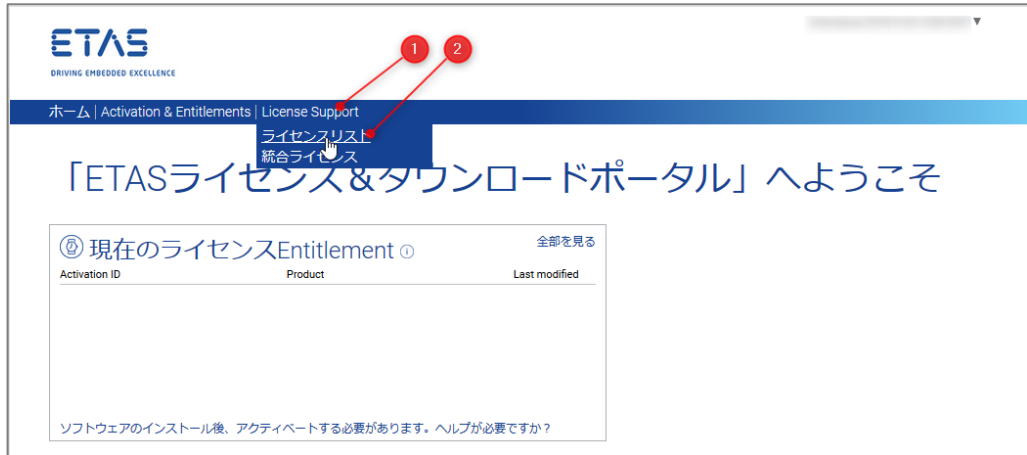 ETAS
DRIVING EMBEDDED EXCELLENCE
1 2
ホーム | Activation & Entitlements | License Support
ライセンスリスト
統合ライセンス
「ETASライセンス&ダウンロードポータル」へようこそ
現在のライセンスEntitlement
全部を見る
Activation ID Product Last modified
ソフトウェアのインストール後、アクティベートする必要があります。ヘルプが必要ですか？